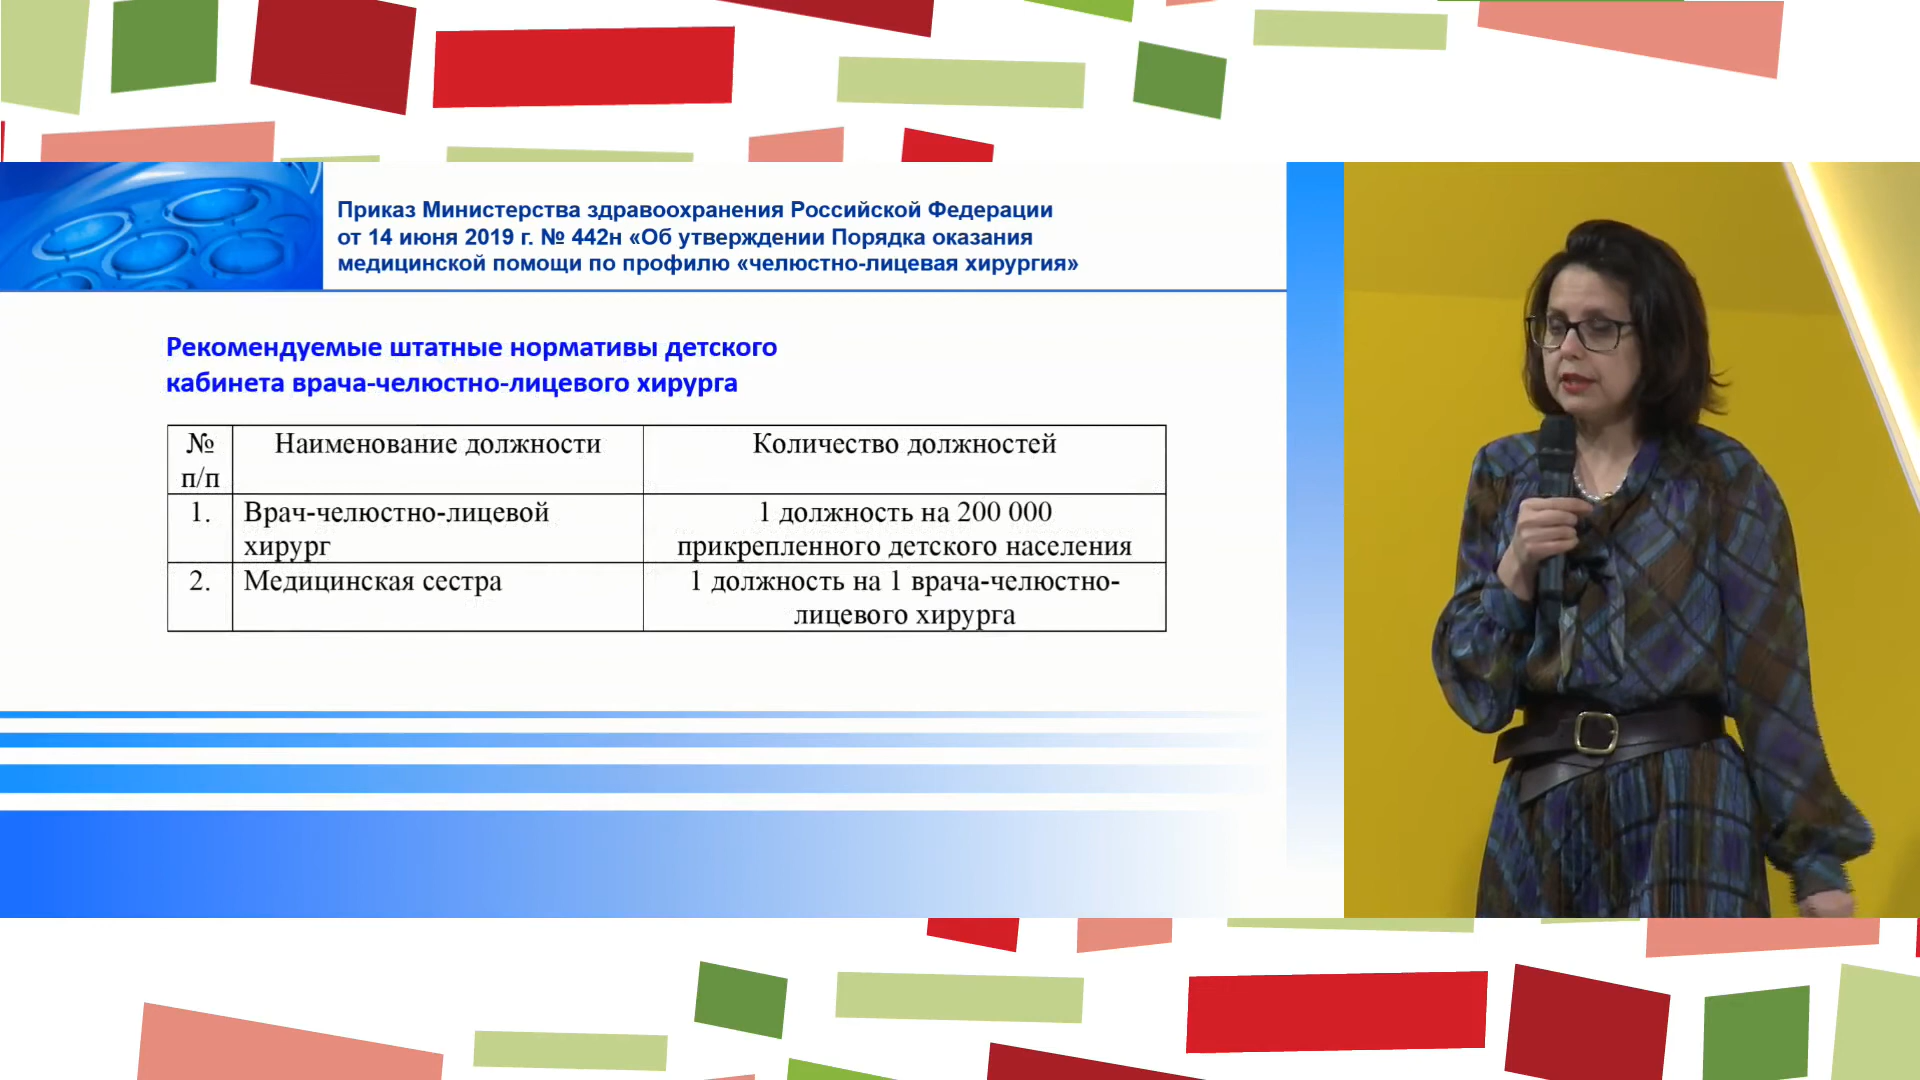 Приказ Министерства здравоохранения Российской Федерации
от 14 июня 2019 г. № 442н «Об утверждении Порядка оказания
медицинской помощи по профилю «челюстно-лицевая хирургия»
Рекомендуемые штатные нормативы детского
кабинета врача-челюстно-лицевого хирурга
№ п/п
Наименование должности
Количество должностей
1.
Врач-челюстно-лицевой
хирург
1 должность на 200 000
прикрепленного детского населения
2.
Медицинская сестра
1 должность на 1 врача-челюстно-
лицевого хирурга